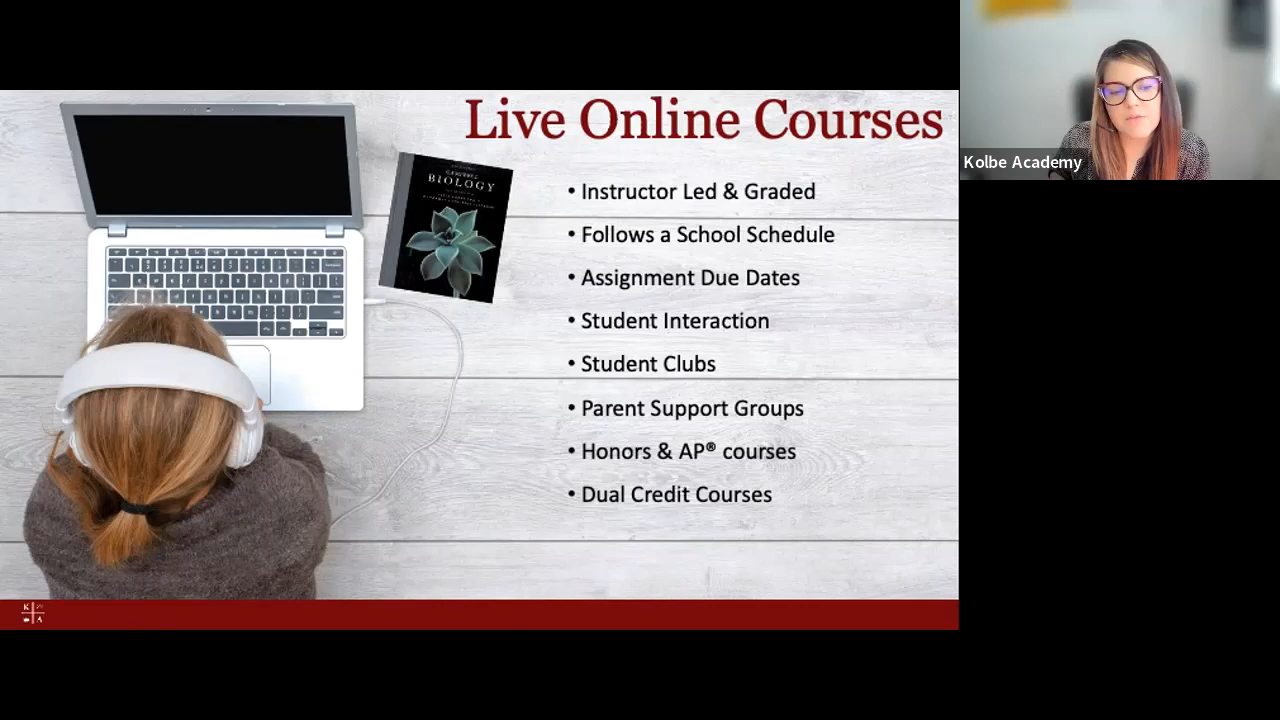 Live Online Courses
Kolbe Academy
BIOLOGY
• Instructor Led & Graded
• Follows a School Schedule
• Assignment Due Dates
• Student Interaction
• Student Clubs
• Parent Support Groups
• Honors & AP® courses
• Dual Credit Courses
K
A